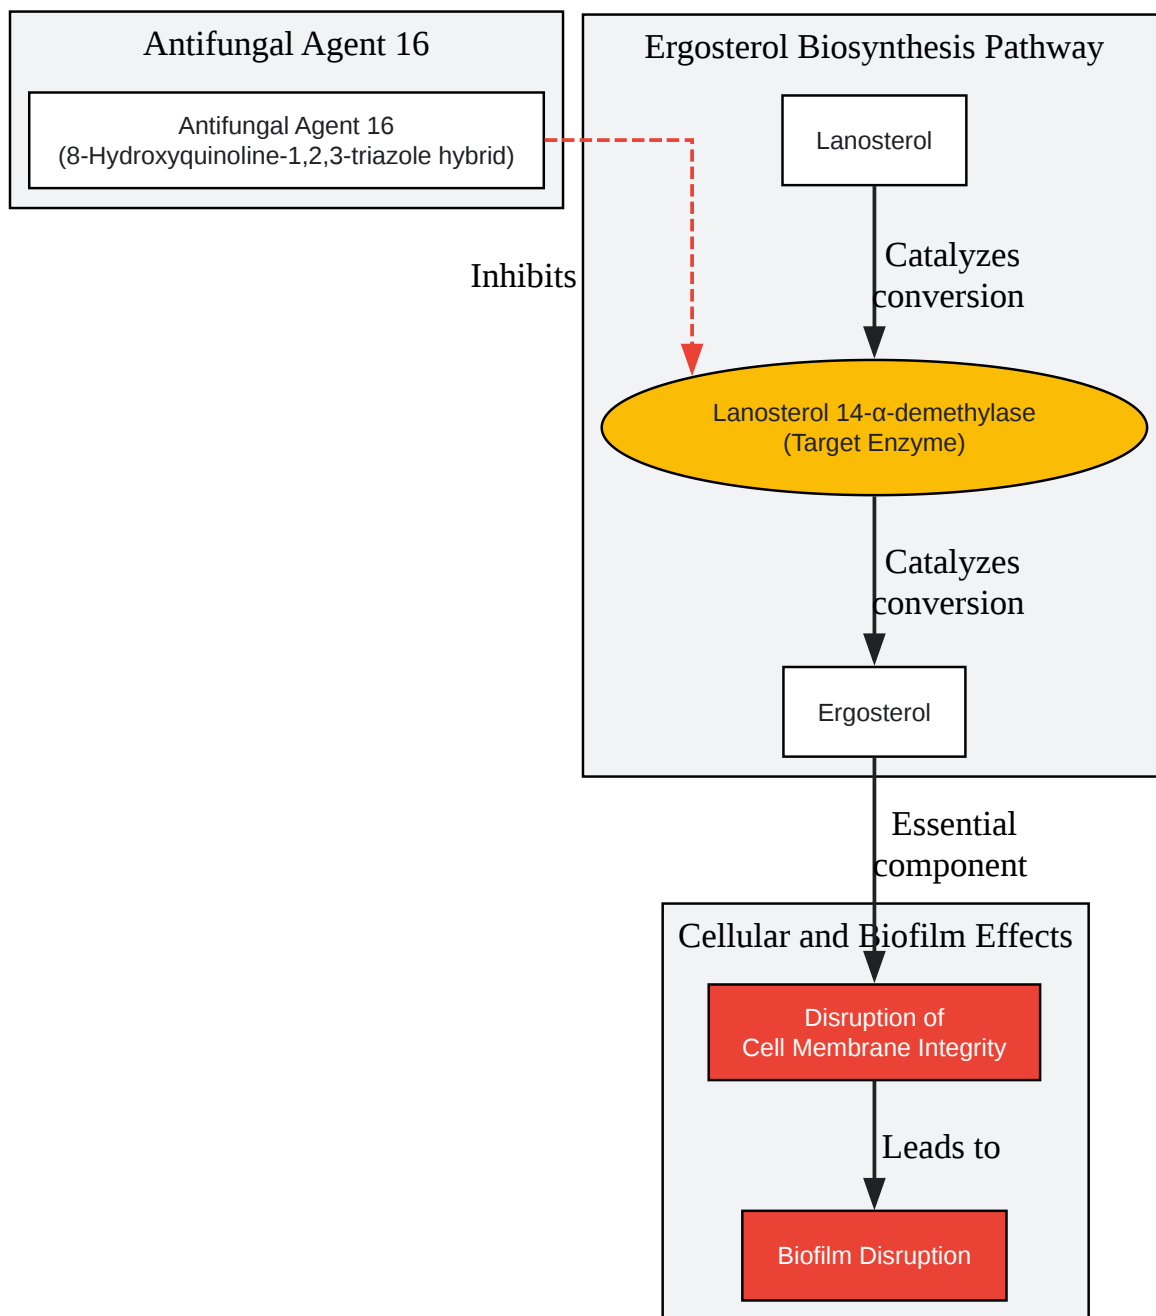 Antifungal Agent 16
Antifungal Agent 16
(8-Hydroxyquinoline-1,2,3-triazole hybrid)
Inhibits
Ergosterol Biosynthesis Pathway
Lanosterol
Catalyzes
conversion
Lanosterol 14-α-demethylase
(Target Enzyme)
Catalyzes
conversion
Ergosterol
Essential
component
Cellular and Biofilm Effects
Disruption of
Cell Membrane Integrity
Leads to
Biofilm Disruption